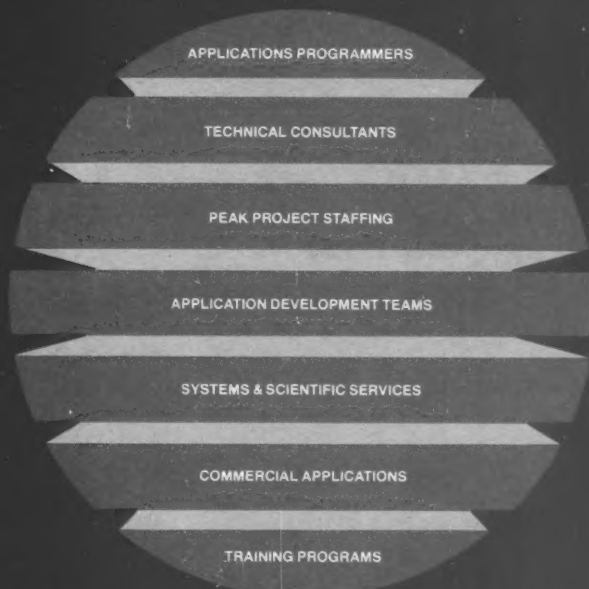 APPLICATIONS PROGRAMMERS
TECHNICAL CONSULTANTS
PEAK PROJECT STAFFING
APPLICATION DEVELOPMENT TEAMS
SYSTEMS & SCIENTIFIC SERVICES
COMMERCIAL APPLICATIONS
TRAINING PROGRAMS